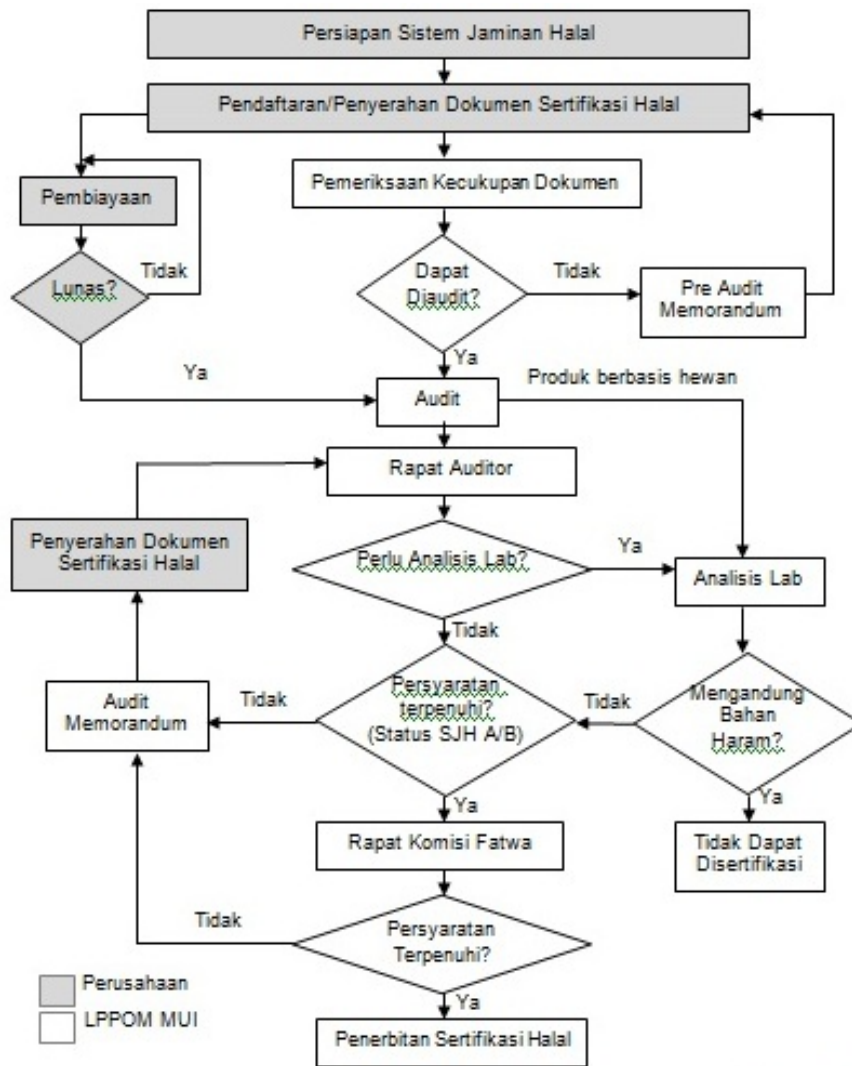 Persiapan Sistem Jaminan Halal
Pendaftaran/Penyerahan Dokumen Sertifikasi Halal
Pembiayaan
Pemeriksaan Kecukupan Dokumen
Lunas?
Tidak
Dapat
Diaudit?
Tidak
Pre Audit
Memorandum
Ya
Ya
Audit
Produk berbasis hewan
Rapat Auditor
Penyerahan Dokumen
Sertifikasi Halal
Perlu Analisis Lab?
Ya
Analisis Lab
Tidak
Audit
Memorandum
Tidak
Persyaratan
terpenuhi?
(Status SJH A/B)
Tidak
Mengandung
Bahan
Haram?
Ya
Ya
Rapat Komisi Fatwa
Tidak Dapat
Disertifikasi
Tidak
Persyaratan
Terpenuhi?
Ya
Penerbitan Sertifikasi Halal
Perusahaan
LPPOM MUI